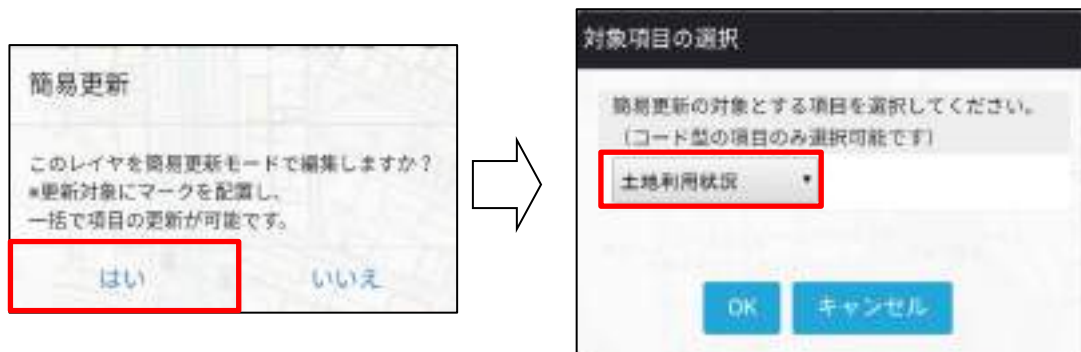 簡易更新
このレイヤを簡易更新モードで編集しますか？
*更新対象にマークを配置し、
一括で項目の更新が可能です。
はい
いいえ
対象項目の選択
簡易更新の対象とする項目を選択してください。
（コード型の項目のみ選択可能です）
土地利用状況
OK
キャンセル